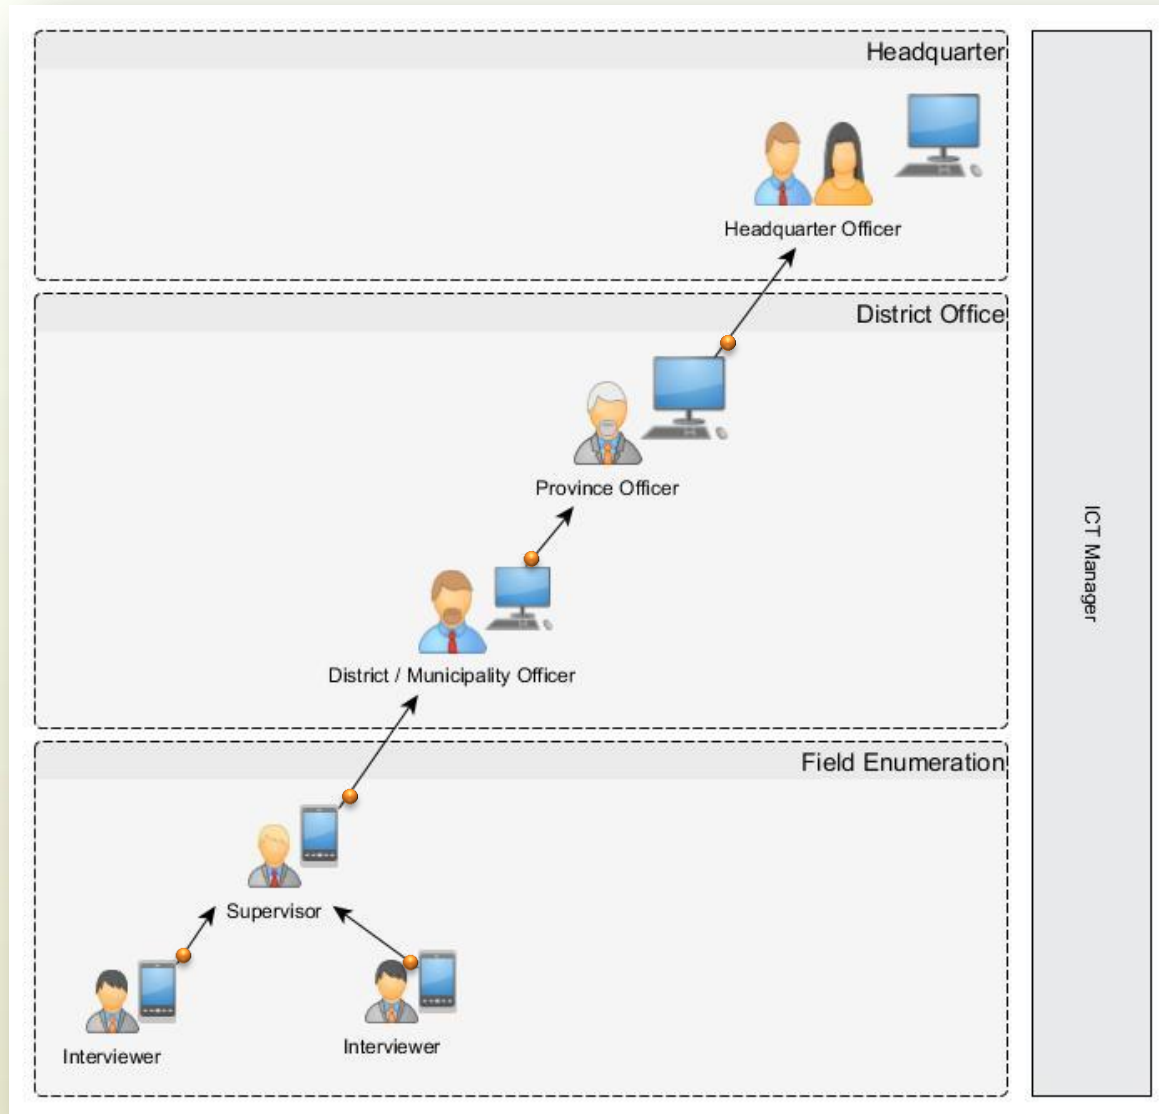 Headquarter
Headquarter Officer
District Office
Province Officer
District / Municipality Officer
Field Enumeration
Supervisor
Interviewer
Interviewer
ICT Manager